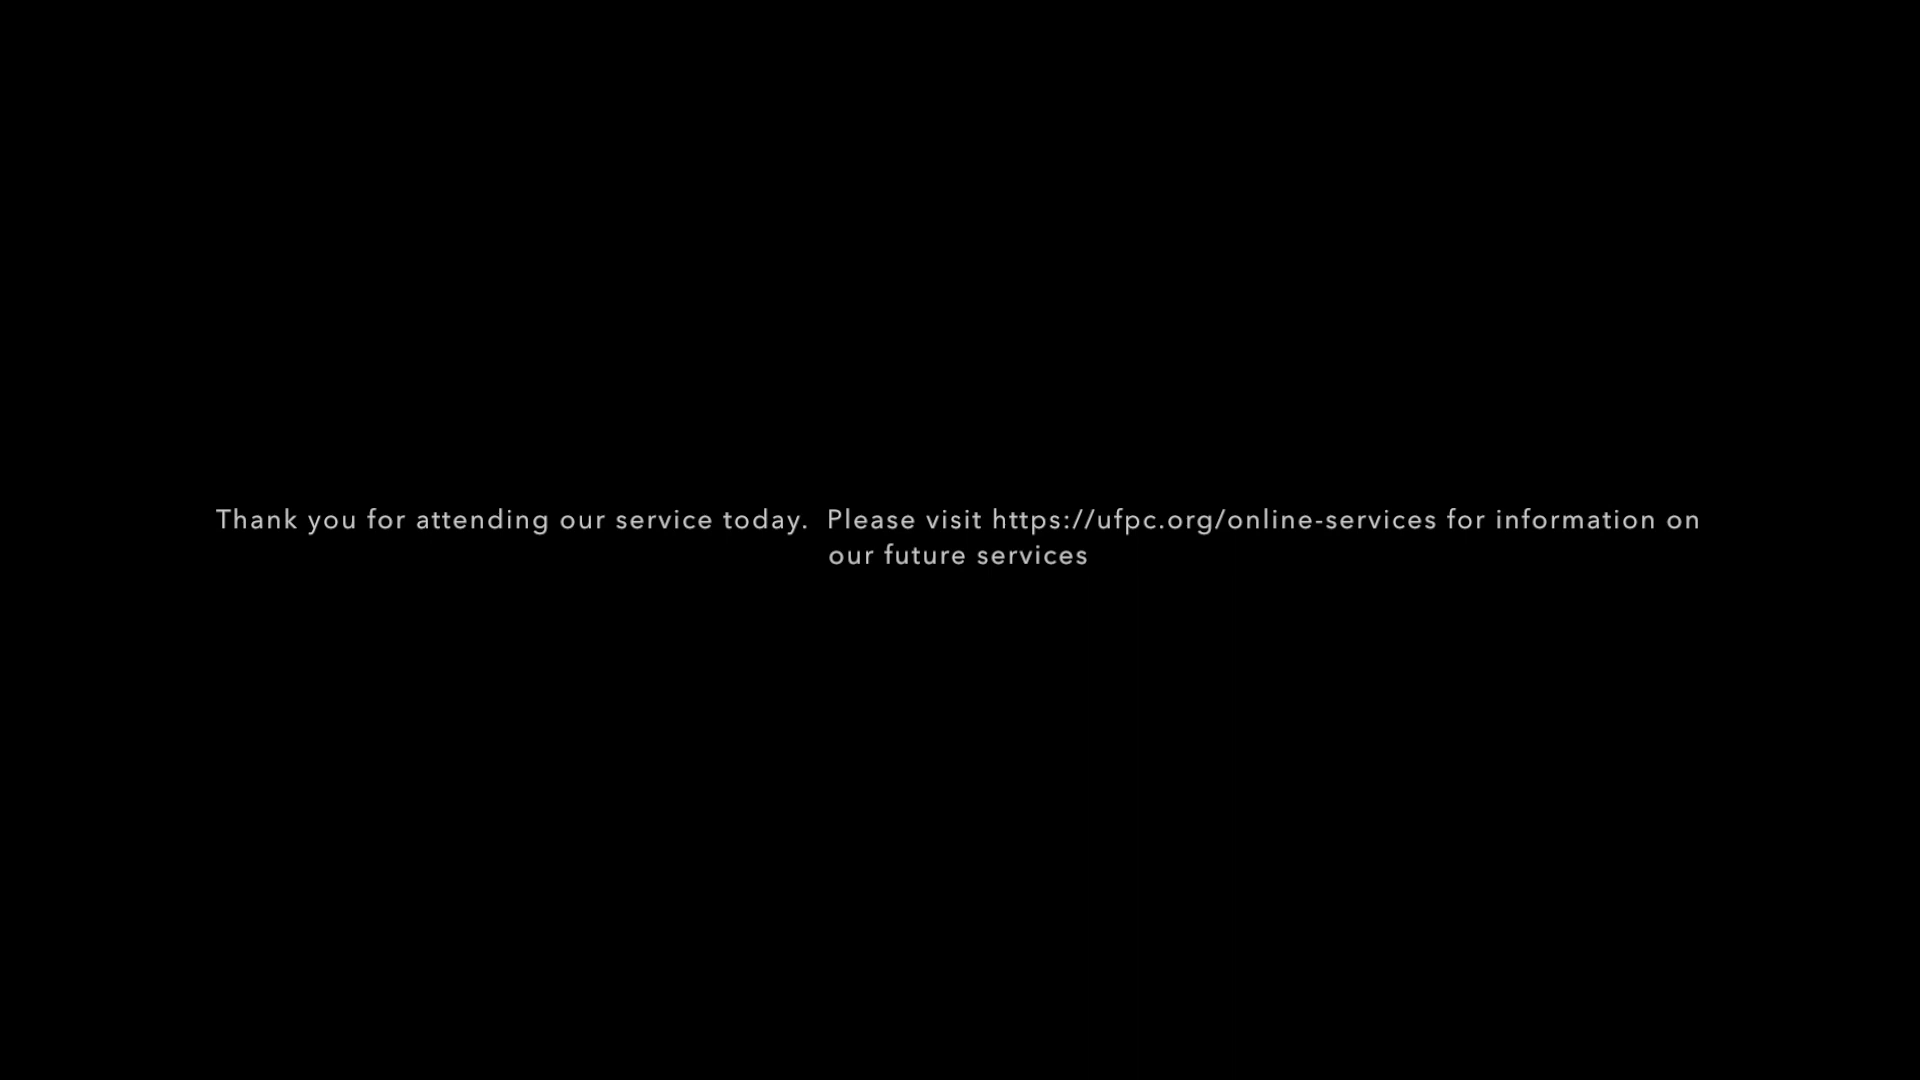 Thank you for attending our service today.  Please visit https://ufpc.org/online-services for information on
our future services